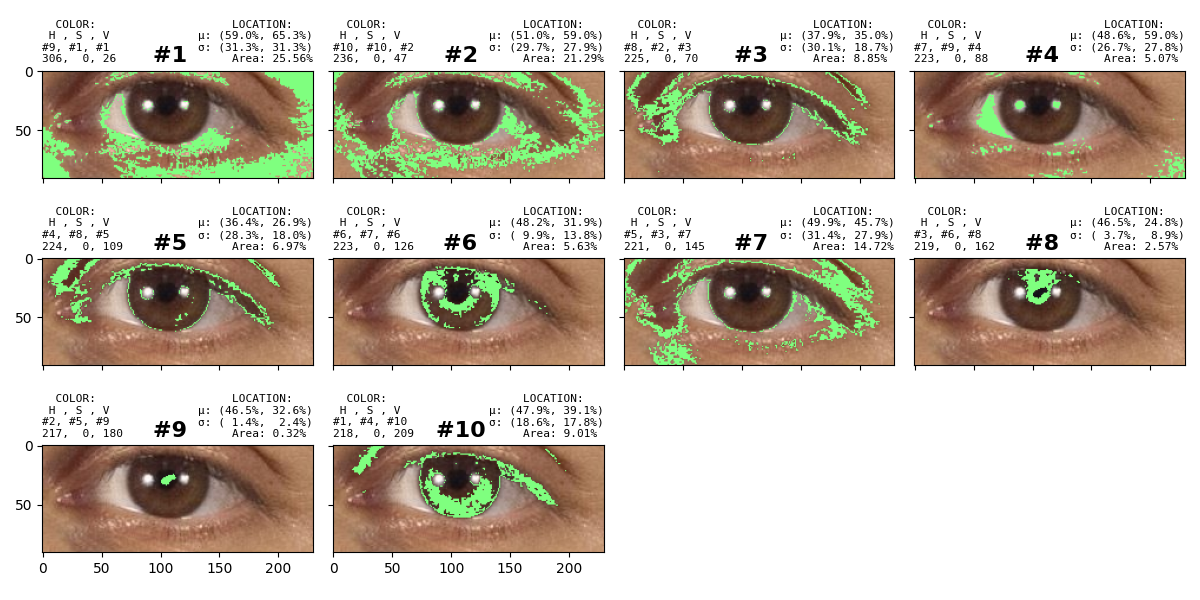 COLOR: LOCATION:
H , S , V μ: (59.0%, 65.3%)
#9, #1, #1 σ: (31.3%, 31.3%)
306, 0, 26 #1 Area: 25.56%
COLOR: LOCATION:
H , S , V μ: (51.0%, 59.0%)
#10, #10, #2 σ: (29.7%, 27.9%)
236, 0, 47 #2 Area: 21.29%
COLOR: LOCATION:
H , S , V μ: (37.9%, 35.0%)
#8, #2, #3 σ: (30.1%, 18.7%)
225, 0, 70 #3 Area: 8.85%
COLOR: LOCATION:
H , S , V μ: (48.6%, 59.0%)
#7, #9, #4 σ: (26.7%, 27.8%)
223, 0, 88 #4 Area: 5.07%
0
50
COLOR: LOCATION:
H , S , V μ: (36.4%, 26.9%)
#4, #8, #5 σ: (28.3%, 18.0%)
224, 0, 109 #5 Area: 6.97%
COLOR: LOCATION:
H , S , V μ: (48.2%, 31.9%)
#6, #7, #6 σ: ( 9.9%, 13.8%)
223, 0, 126 #6 Area: 5.63%
COLOR: LOCATION:
H , S , V μ: (49.9%, 45.7%)
#5, #3, #7 σ: (31.4%, 27.9%)
221, 0, 145 #7 Area: 14.72%
COLOR: LOCATION:
H , S , V μ: (46.5%, 24.8%)
#3, #6, #8 σ: ( 3.7%, 8.9%)
219, 0, 162 #8 Area: 2.57%
0
50
COLOR: LOCATION:
H , S , V μ: (46.5%, 32.6%)
#2, #5, #9 σ: ( 1.4%, 2.4%)
217, 0, 180 #9 Area: 0.32%
COLOR: LOCATION:
H , S , V μ: (47.9%, 39.1%)
#1, #4, #10 σ: (18.6%, 17.8%)
218, 0, 209 #10 Area: 9.01%
0
50
0 50 100 150 200
0 50 100 150 200